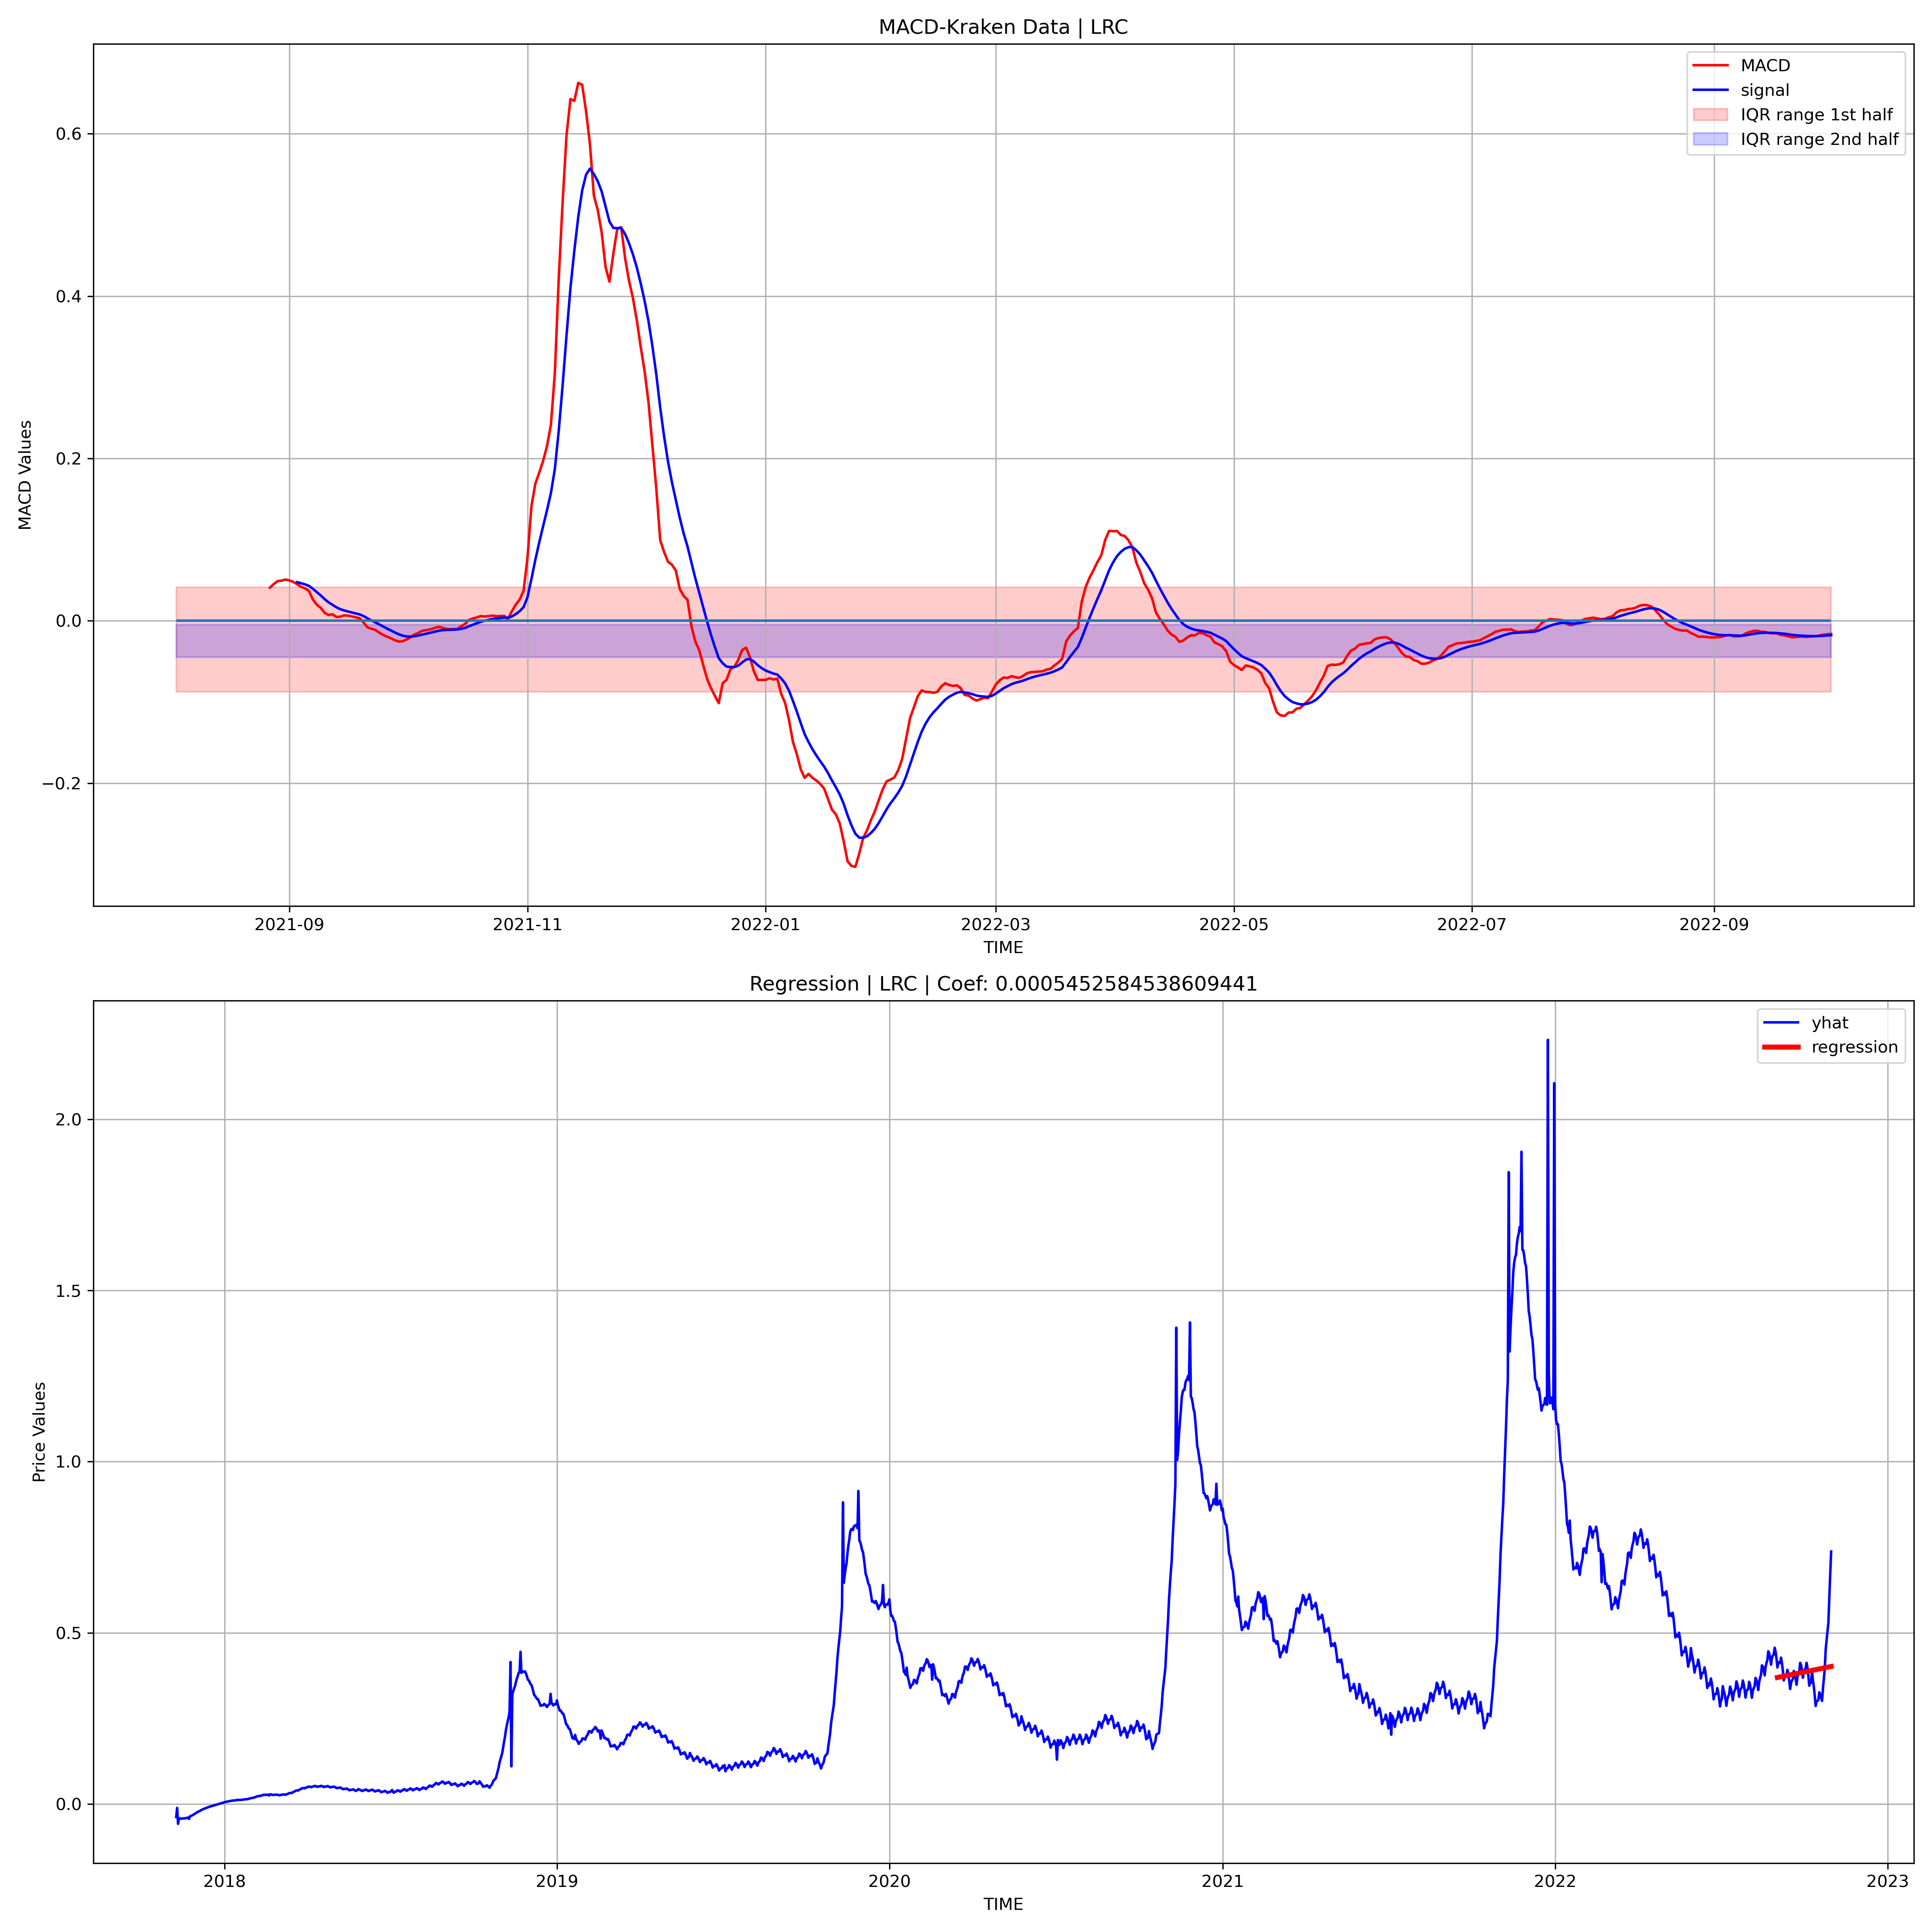 MACD-Kraken Data | LRC
MACD
signal
IQR range 1st half
IQR range 2nd half
MACD Values
0.6
0.4
0.2
0.0
−0.2
2021-09
2021-11
2022-01
2022-03
2022-05
2022-07
2022-09
TIME
Regression | LRC | Coef: 0.0005452584538609441
yhat
regression
Price Values
2.0
1.5
1.0
0.5
0.0
2018
2019
2020
2021
2022
2023
TIME